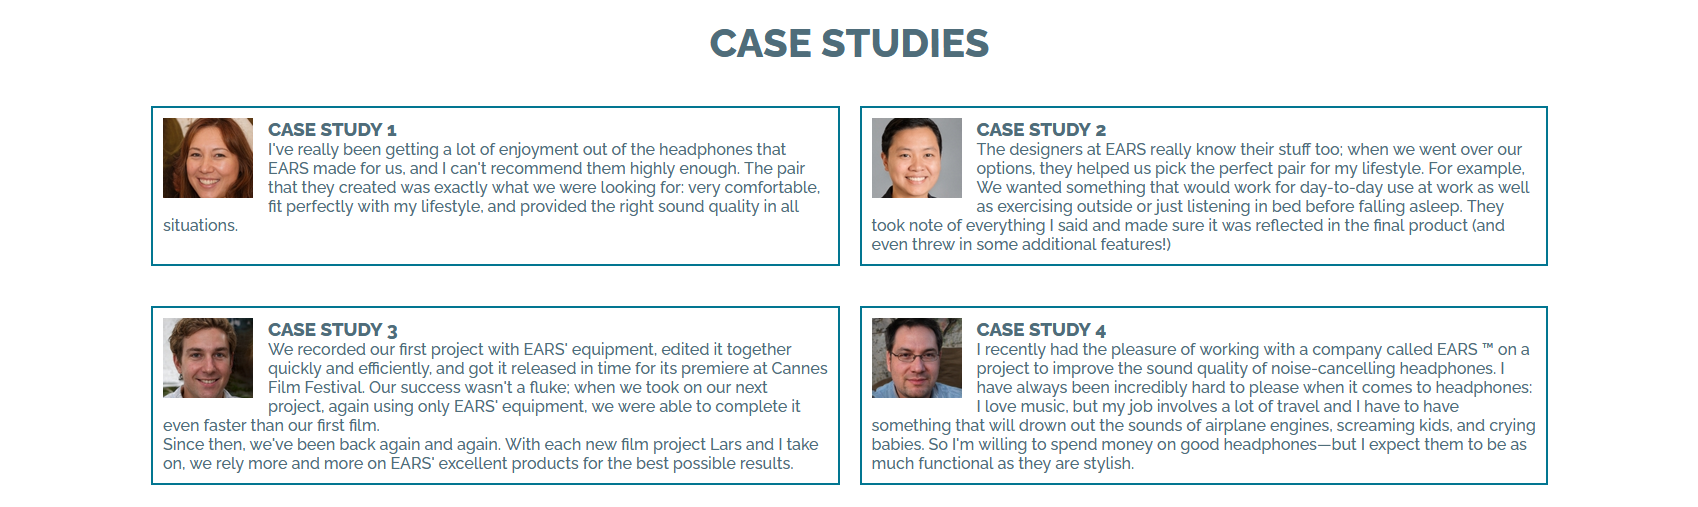 CASE STUDIES
CASE STUDY 1
I've really been getting a lot of enjoyment out of the headphones that
EARS made for us, and I can't recommend them highly enough. The pair
that they created was exactly what we were looking for: very comfortable,
fit perfectly with my lifestyle, and provided the right sound quality in all
situations.
CASE STUDY 2
The designers at EARS really know their stuff too; when we went over our
options, they helped us pick the perfect pair for my lifestyle. For example,
We wanted something that would work for day-to-day use at work as well
as exercising outside or just listening in bed before falling asleep. They
took note of everything I said and made sure it was reflected in the final product (and
even threw in some additional features!)
CASE STUDY 3
We recorded our first project with EARS' equipment, edited it together
quickly and efficiently, and got it released in time for its premiere at Cannes
Film Festival. Our success wasn't a fluke; when we took on our next
project, again using only EARS' equipment, we were able to complete it
even faster than our first film.
Since then, we've been back again and again. With each new film project Lars and I take
on, we rely more and more on EARS' excellent products for the best possible results.
CASE STUDY 4
I recently had the pleasure of working with a company called EARS ™ on a
project to improve the sound quality of noise-cancelling headphones. I
have always been incredibly hard to please when it comes to headphones:
I love music, but my job involves a lot of travel and I have to have
something that will drown out the sounds of airplane engines, screaming kids, and crying
babies. So I'm willing to spend money on good headphones—but I expect them to be as
much functional as they are stylish.